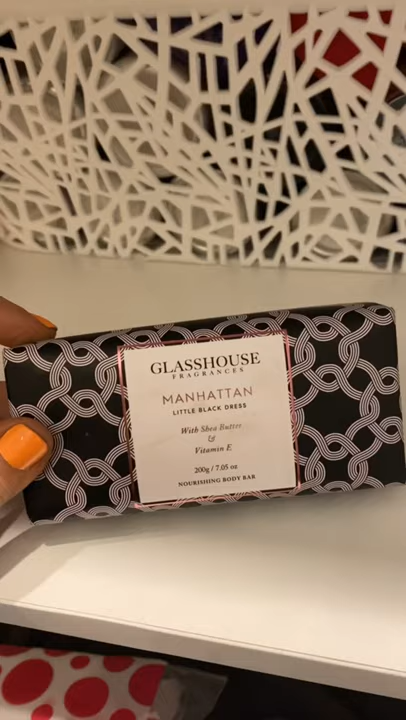 GLASSHOUSE
FRAGRANCES
MANHATTAN
LITTLE BLACK DRESS
With Shea Butter
&
Vitamin E
200g / 7.05 oz
NOURISHING BODY BAR